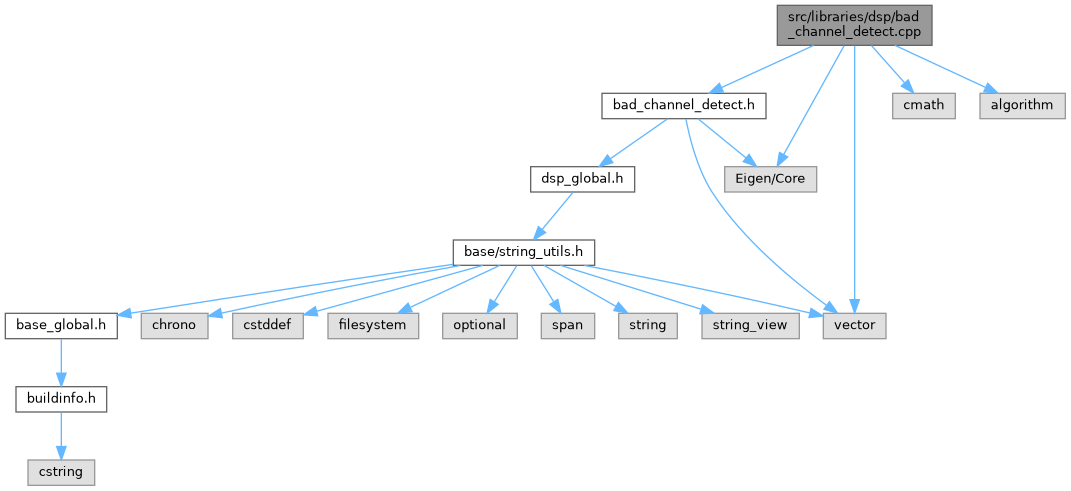 src/libraries/dsp/bad
_channel_detect.cpp
bad_channel_detect.h
cmath
algorithm
dsp_global.h
Eigen/Core
base/string_utils.h
base_global.h
chrono
cstddef
filesystem
optional
span
string
string_view
vector
buildinfo.h
cstring